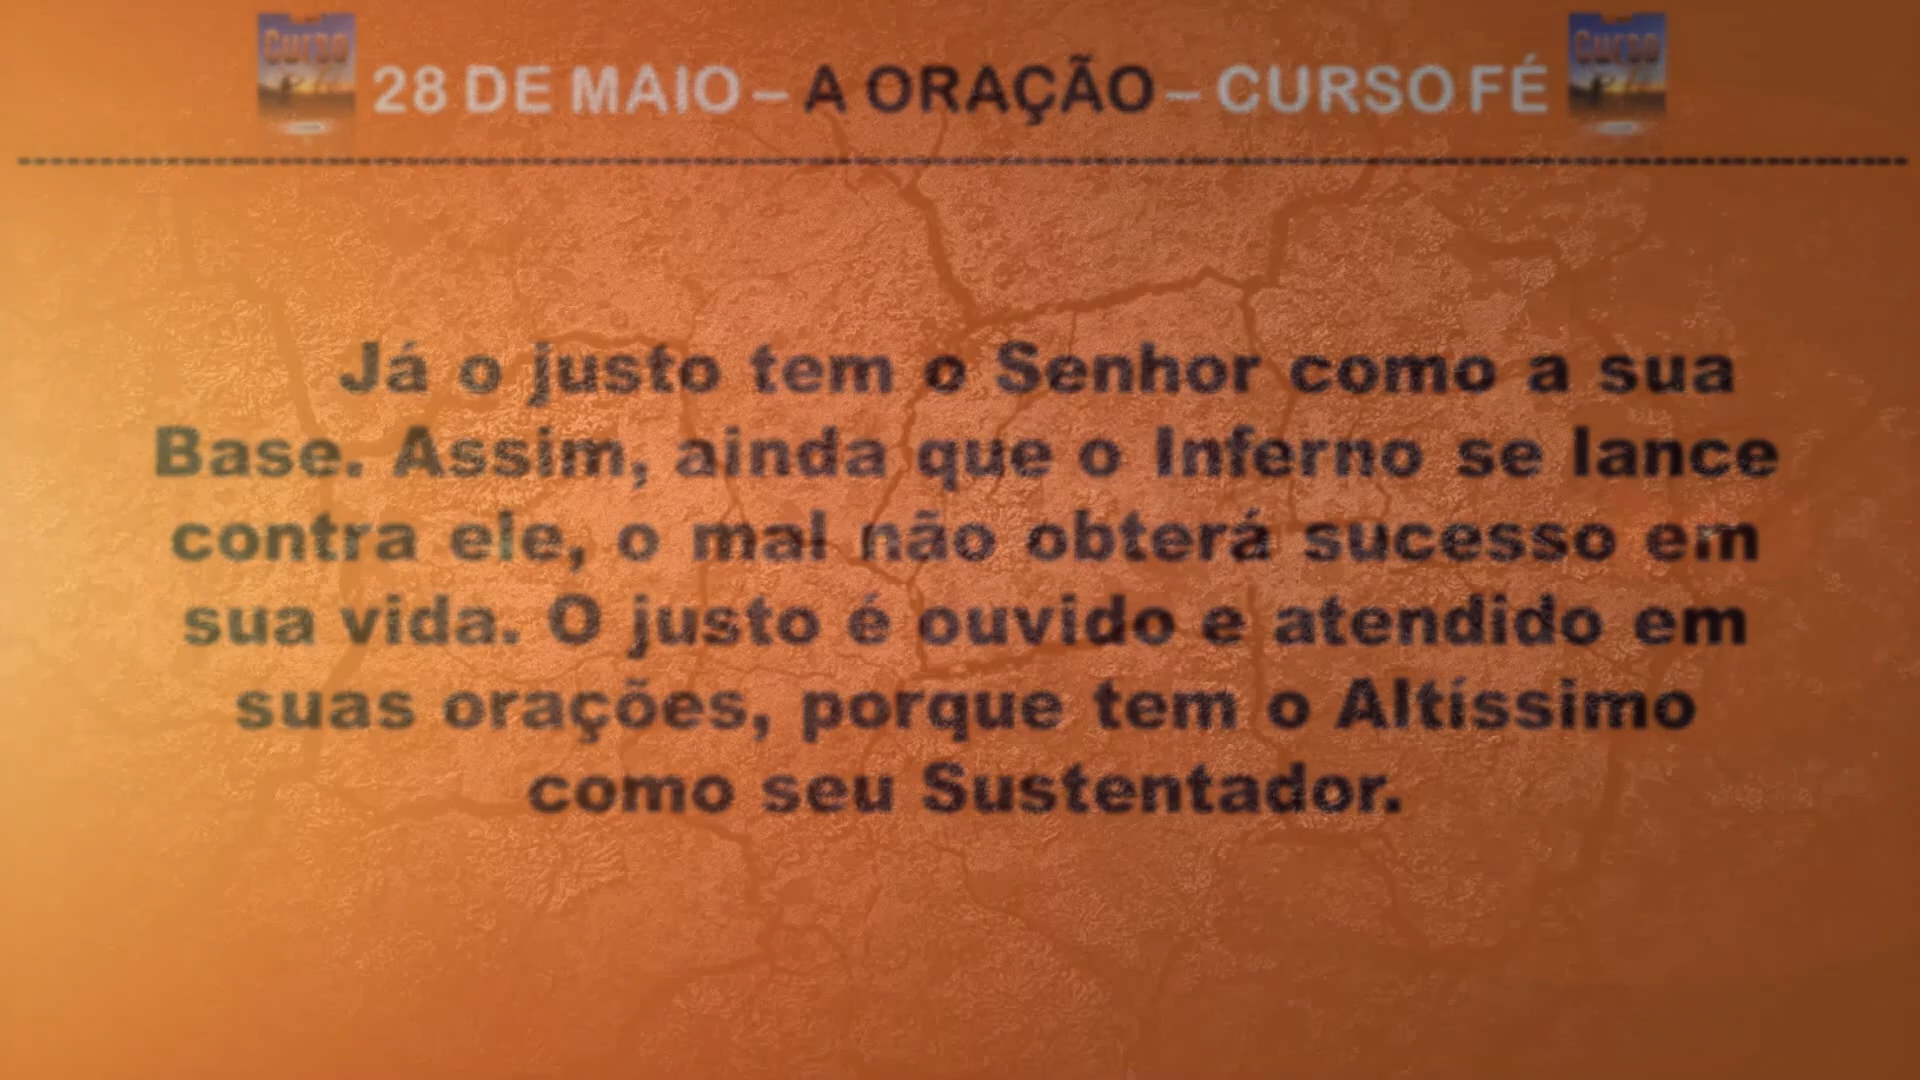 28 DE MAIO – A ORAÇÃO – CURSO FÉ
Já o justo tem o Senhor como a sua
Base. Assim, ainda que o Inferno se lance
contra ele, o mal não obterá sucesso em
sua vida. O justo é ouvido e atendido em
suas orações, porque tem o Altíssimo
como seu Sustentador.